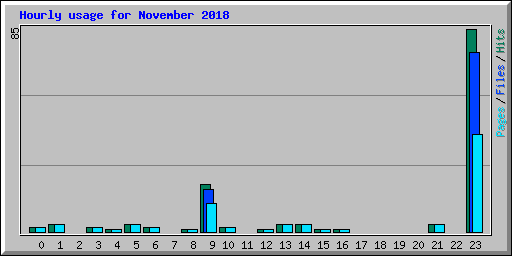 Hourly usage for November 2018
85
Pages/Files/Hits
0 1 2 3 4 5 6 7 8 9 10 11 12 13 14 15 16 17 18 19 20 21 22 23